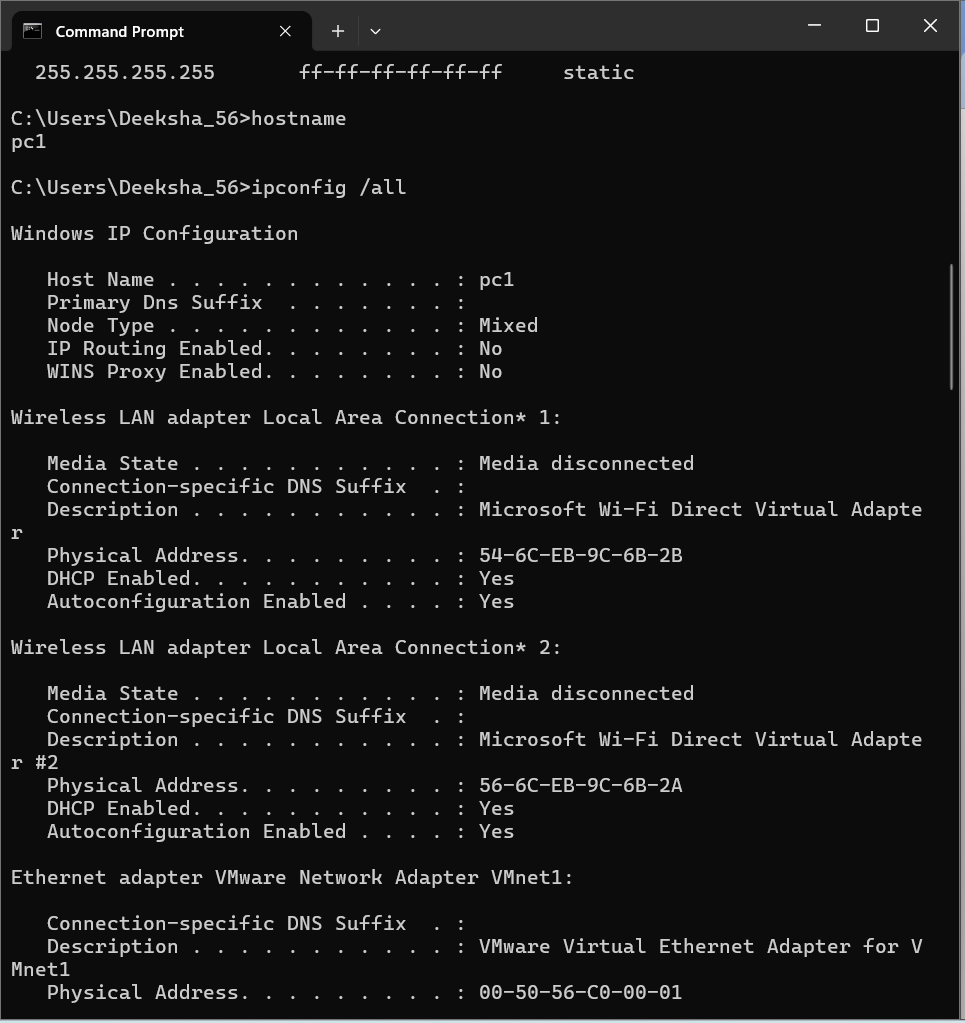 Command Prompt
255.255.255.255       ff-ff-ff-ff-ff-ff     static
C:\Users\Deeksha_56>hostname
pc1
C:\Users\Deeksha_56>ipconfig /all
Windows IP Configuration
   Host Name . . . . . . . . . . . . : pc1
   Primary Dns Suffix  . . . . . . . :
   Node Type . . . . . . . . . . . . : Mixed
   IP Routing Enabled. . . . . . . . : No
   WINS Proxy Enabled. . . . . . . . : No
Wireless LAN adapter Local Area Connection* 1:
   Media State . . . . . . . . . . . : Media disconnected
   Connection-specific DNS Suffix  . :
   Description . . . . . . . . . . . : Microsoft Wi-Fi Direct Virtual Adapte
r
   Physical Address. . . . . . . . . : 54-6C-EB-9C-6B-2B
   DHCP Enabled. . . . . . . . . . . : Yes
   Autoconfiguration Enabled . . . . : Yes
Wireless LAN adapter Local Area Connection* 2:
   Media State . . . . . . . . . . . : Media disconnected
   Connection-specific DNS Suffix  . :
   Description . . . . . . . . . . . : Microsoft Wi-Fi Direct Virtual Adapte
r #2
   Physical Address. . . . . . . . . : 56-6C-EB-9C-6B-2A
   DHCP Enabled. . . . . . . . . . . : Yes
   Autoconfiguration Enabled . . . . : Yes
Ethernet adapter VMware Network Adapter VMnet1:
   Connection-specific DNS Suffix  . :
   Description . . . . . . . . . . . : VMware Virtual Ethernet Adapter for V
Mnet1
   Physical Address. . . . . . . . . : 00-50-56-C0-00-01